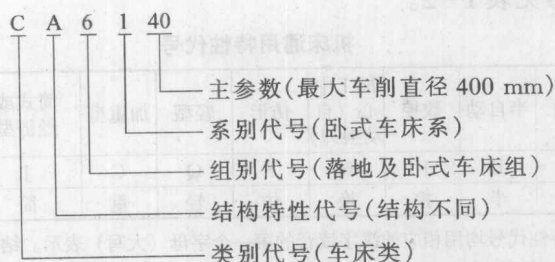 C A 6 1 40
主参数(最大车削直径 400 mm)
系别代号(卧式车床系)
组别代号(落地及卧式车床组)
结构特性代号(结构不同)
类别代号(车床类)